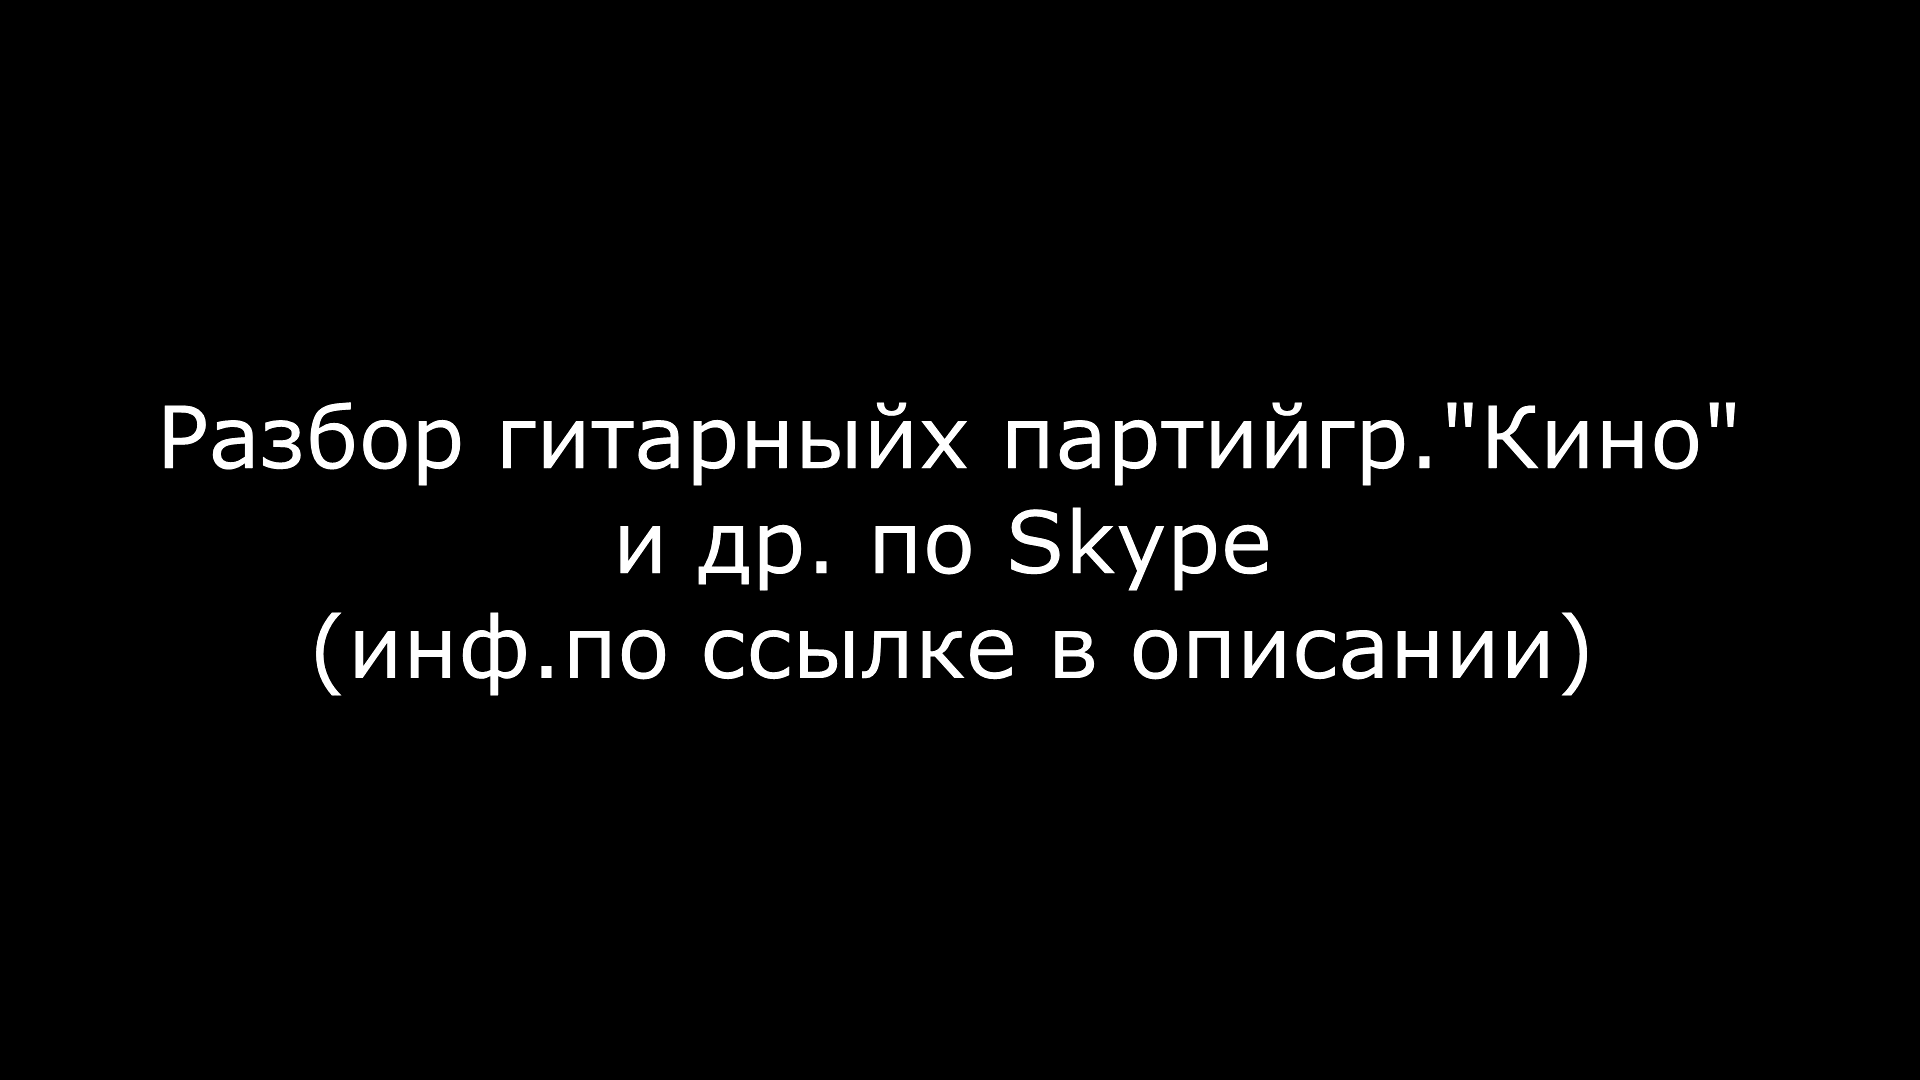 Разбор гитарныйх партийгр."Кино"
и др. по Skype
(инф.по ссылке в описании)